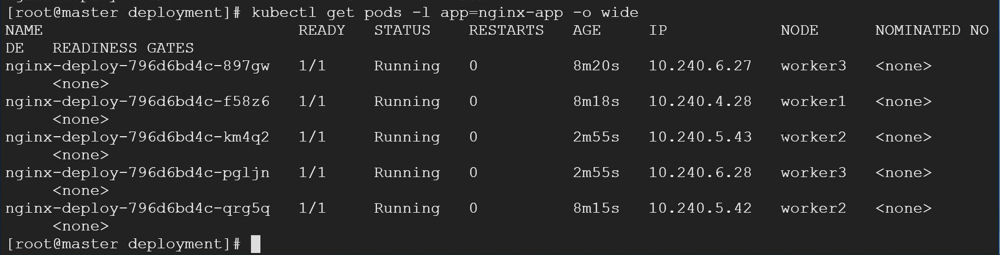 [root@master deployment]# kubectl get pods -l app=nginx-app -o wide
NAME                           READY   STATUS    RESTARTS   AGE     IP            NODE      NOMINATED NO
DE   READINESS GATES
nginx-deploy-796d6bd4c-897gw   1/1     Running   0          8m20s   10.240.6.27   worker3   <none>
     <none>
nginx-deploy-796d6bd4c-f58z6   1/1     Running   0          8m18s   10.240.4.28   worker1   <none>
     <none>
nginx-deploy-796d6bd4c-km4q2   1/1     Running   0          2m55s   10.240.5.43   worker2   <none>
     <none>
nginx-deploy-796d6bd4c-pgljn   1/1     Running   0          2m55s   10.240.6.28   worker3   <none>
     <none>
nginx-deploy-796d6bd4c-qrg5q   1/1     Running   0          8m15s   10.240.5.42   worker2   <none>
     <none>
[root@master deployment]#